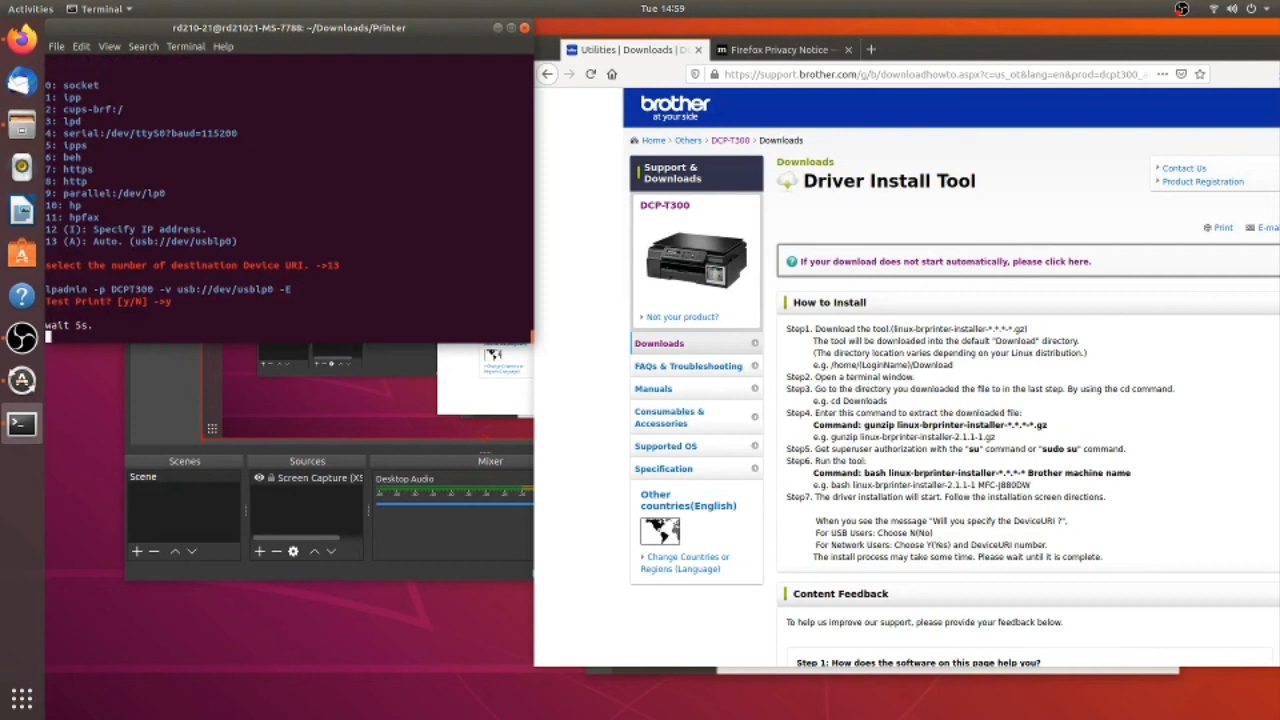 Activities
Terminal
Tue 14:59
rd210-21@rd21021-MS-7788: ~/Downloads/Printer
File Edit View Search Terminal Help
0: socket
1: ipp
2: cups-brf:/
3: lpd
4: serial:/dev/ttyS0?baud=115200
5: ipps
6: beh
7: https
8: http
9: parallel:/dev/lp0
10: hp
11: hpfax
12 (I): Specify IP address.
13 (A): Auto. (usb://dev/usblp0)
select the number of destination Device URI. ->13
lpadmin -p DCPT300 -v usb://dev/usblp0 -E
Test Print? [y/N] ->y
wait 5s.
Scenes
Sources
Mixer
Scene
Screen Capture (XS
Desktop Audio
Utilities | Downloads | D
Firefox Privacy Notice —
https://support.brother.com/g/b/downloadhowto.aspx?c=us_ot&lang=en&prod=dcpt300_a
brother
at your side
Home > Others > DCP-T300 > Downloads
Support & Downloads
DCP-T300
Not your product?
Downloads
FAQs & Troubleshooting
Manuals
Consumables & Accessories
Supported OS
Specification
Other countries(English)
Change Countries or Regions (Language)
Downloads
Driver Install Tool
Contact Us
Product Registration
Print
E-ma
If your download does not start automatically, please click here.
How to Install
Step1. Download the tool.(linux-brprinter-installer-*.*.*-*.gz)
The tool will be downloaded into the default "Download" directory.
(The directory location varies depending on your Linux distribution.)
e.g. /home/(LoginName)/Download
Step2. Open a terminal window.
Step3. Go to the directory you downloaded the file to in the last step. By using the cd command.
e.g. cd Downloads
Step4. Enter this command to extract the downloaded file:
Command: gunzip linux-brprinter-installer-*.*.*-*.gz
e.g. gunzip linux-brprinter-installer-2.1.1-1.gz
Step5. Get superuser authorization with the "su" command or "sudo su" command.
Step6. Run the tool:
Command: bash linux-brprinter-installer-*.*.*-* Brother machine name
e.g. bash linux-brprinter-installer-2.1.1-1 MFC-J880DW
Step7. The driver installation will start. Follow the installation screen directions.
When you see the message "Will you specify the DeviceURI ?",
For USB Users: Choose N(No)
For Network Users: Choose Y(Yes) and DeviceURI number.
The install process may take some time. Please wait until it is complete.
Content Feedback
To help us improve our support, please provide your feedback below.
Step 1: How does the software on this page help you?